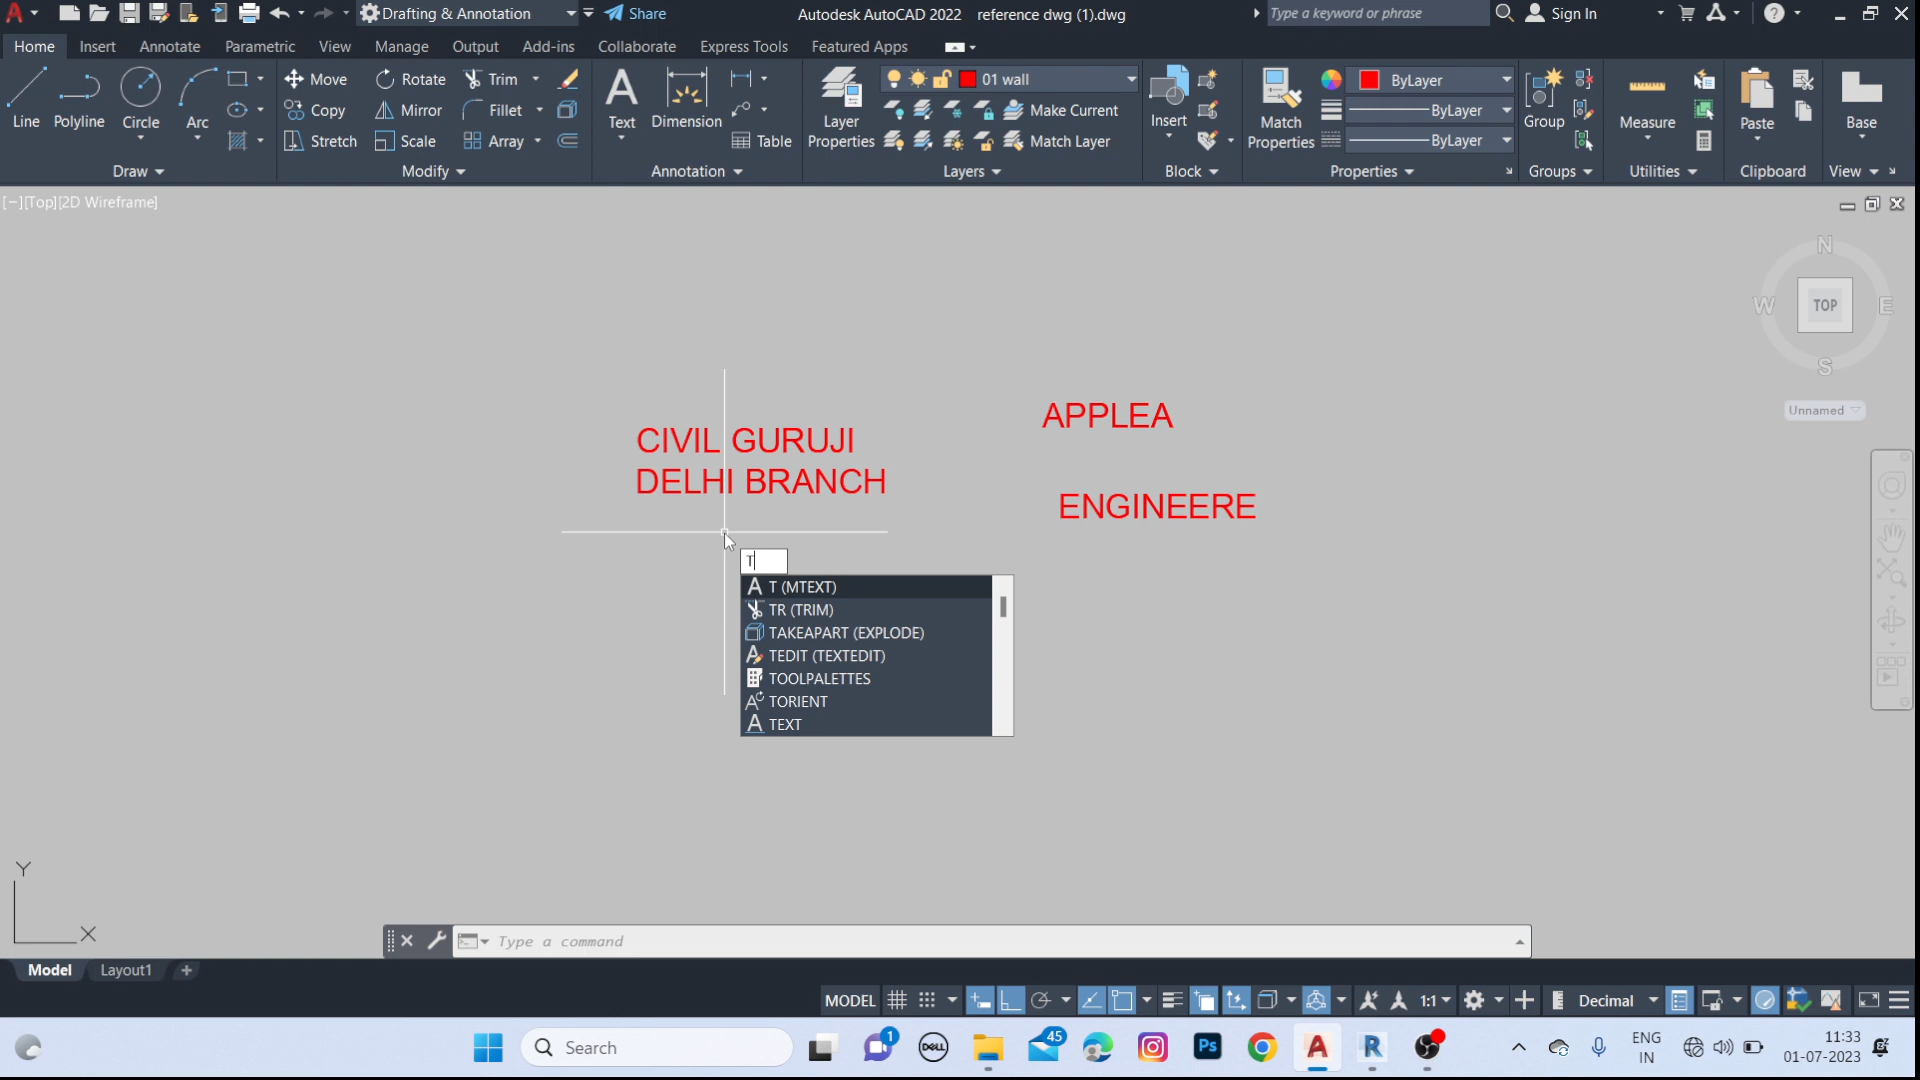 Drafting & Annotation
Share
Autodesk AutoCAD 2022 reference dwg (1).dwg
Type a keyword or phrase
Sign In
Home Insert Annotate Parametric View Manage Output Add-ins Collaborate Express Tools Featured Apps
Line Polyline Circle Arc
Move Rotate Trim
Copy Mirror Fillet
Stretch Scale Array
Text Dimension Table
Layer Properties
01 wall
Make Current
Match Layer
Insert
Match Properties
ByLayer
ByLayer
ByLayer
Group
Measure
Paste
Base
Draw Modify Annotation Layers Block Properties Groups Utilities Clipboard View
[−][Top][2D Wireframe]
N
W TOP E
S
Unnamed
CIVIL GURUJI
DELHI BRANCH
APPLEA
ENGINEERE
T
T (MTEXT)
TR (TRIM)
TAKEAPART (EXPLODE)
TEDIT (TEXTEDIT)
TOOLPALETTES
TORIENT
TEXT
Y
X
Type a command
Model Layout1 +
MODEL 1:1 Decimal
Search
1
DELL
45
Ps
A
R
ENG
IN
11:33
01-07-2023